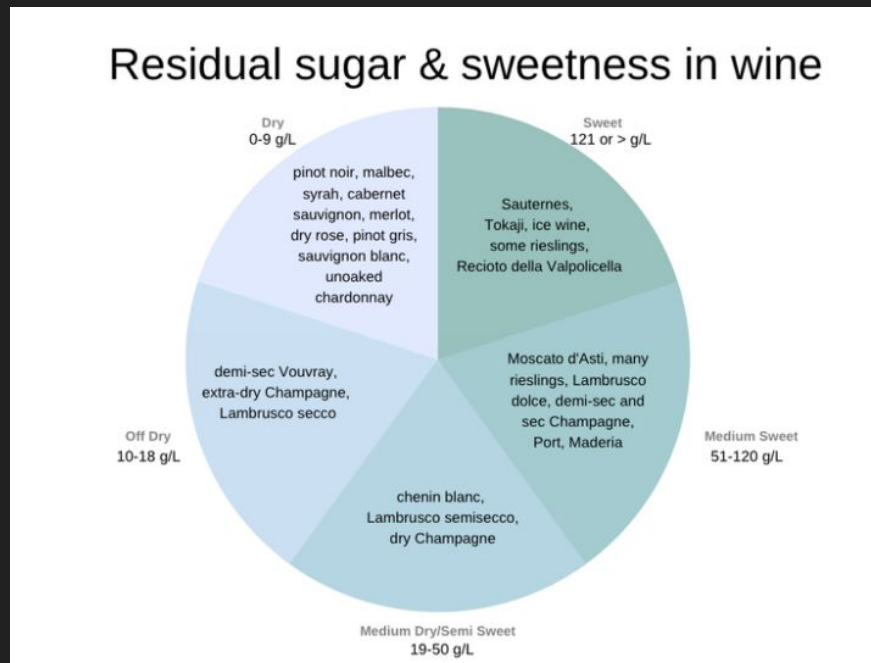 Residual sugar & sweetness in wine
Dry
0-9 g/L
pinot noir, malbec,
syrah, cabernet
sauvignon, merlot,
dry rose, pinot gris,
sauvignon blanc,
unoaked
chardonnay
Sweet
121 or > g/L
Sauternes,
Tokaji, ice wine,
some rieslings,
Recioto della Valpolicella
Moscato d'Asti, many
rieslings, Lambrusco
dolce, demi-sec and
sec Champagne,
Port, Maderia
Medium Sweet
51-120 g/L
demi-sec Vouvray,
extra-dry Champagne,
Lambrusco secco
Off Dry
10-18 g/L
chenin blanc,
Lambrusco semisecco,
dry Champagne
Medium Dry/Semi Sweet
19-50 g/L